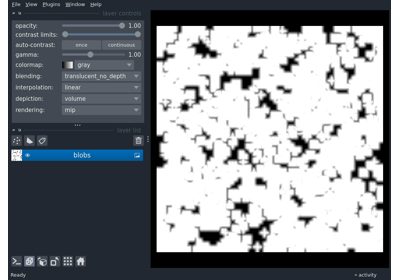 File View Plugins Window Help
layer controls
opacity: 1.00
contrast limits:
auto-contrast: once continuous
gamma: 1.00
colormap: gray
blending: translucent_no_depth
interpolation: linear
depiction: volume
rendering: mip
layer list
blobs
Ready activity